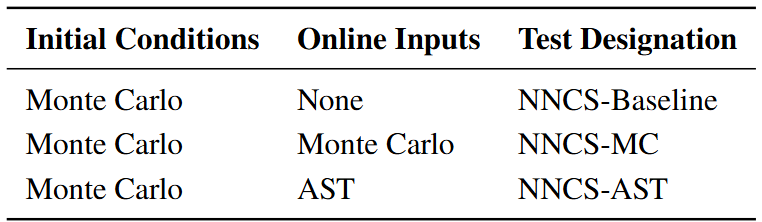 Initial Conditions Online Inputs Test Designation
Monte Carlo None NNCS-Baseline
Monte Carlo Monte Carlo NNCS-MC
Monte Carlo AST NNCS-AST